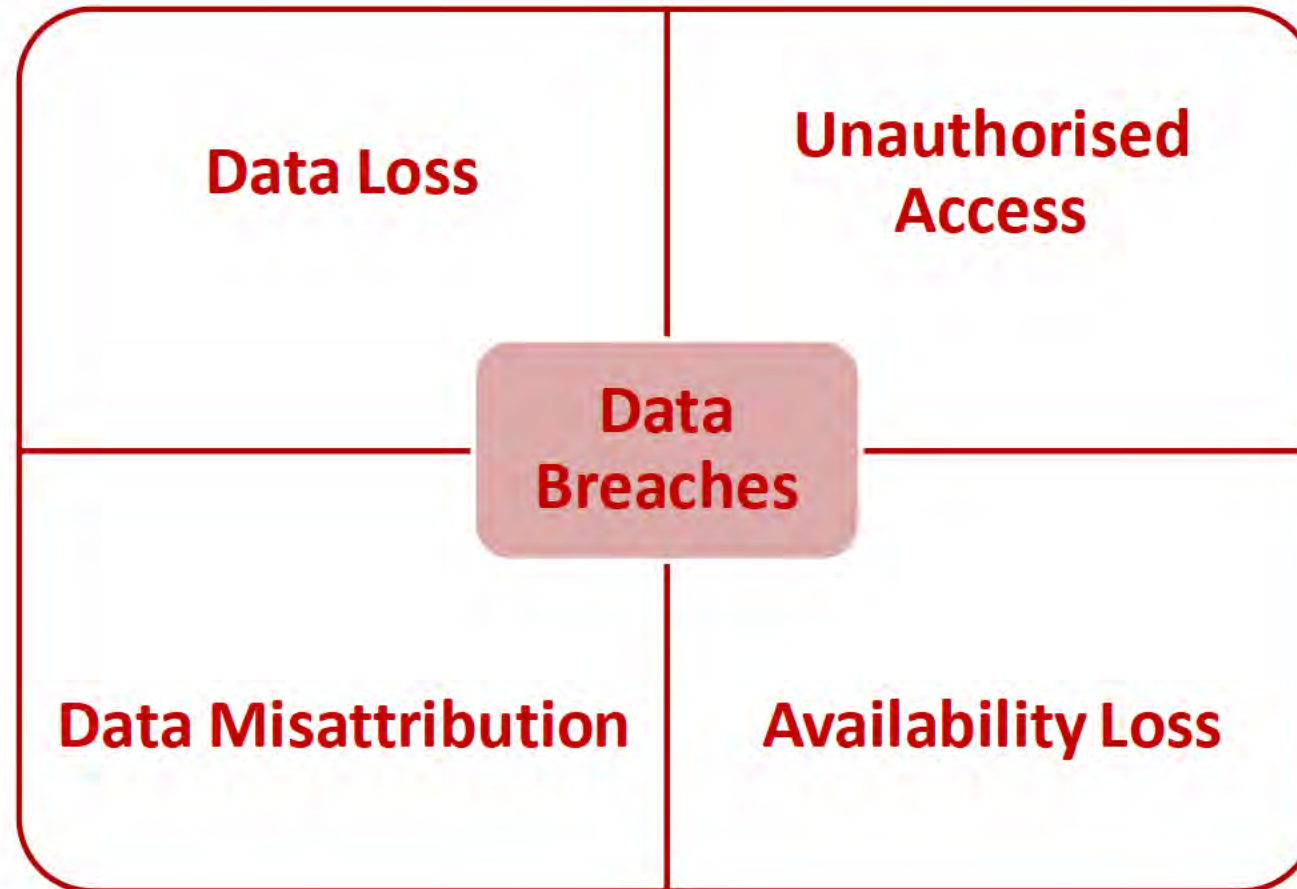 Data Loss
Unauthorised
Access
Data
Breaches
Data Misattribution
Availability Loss